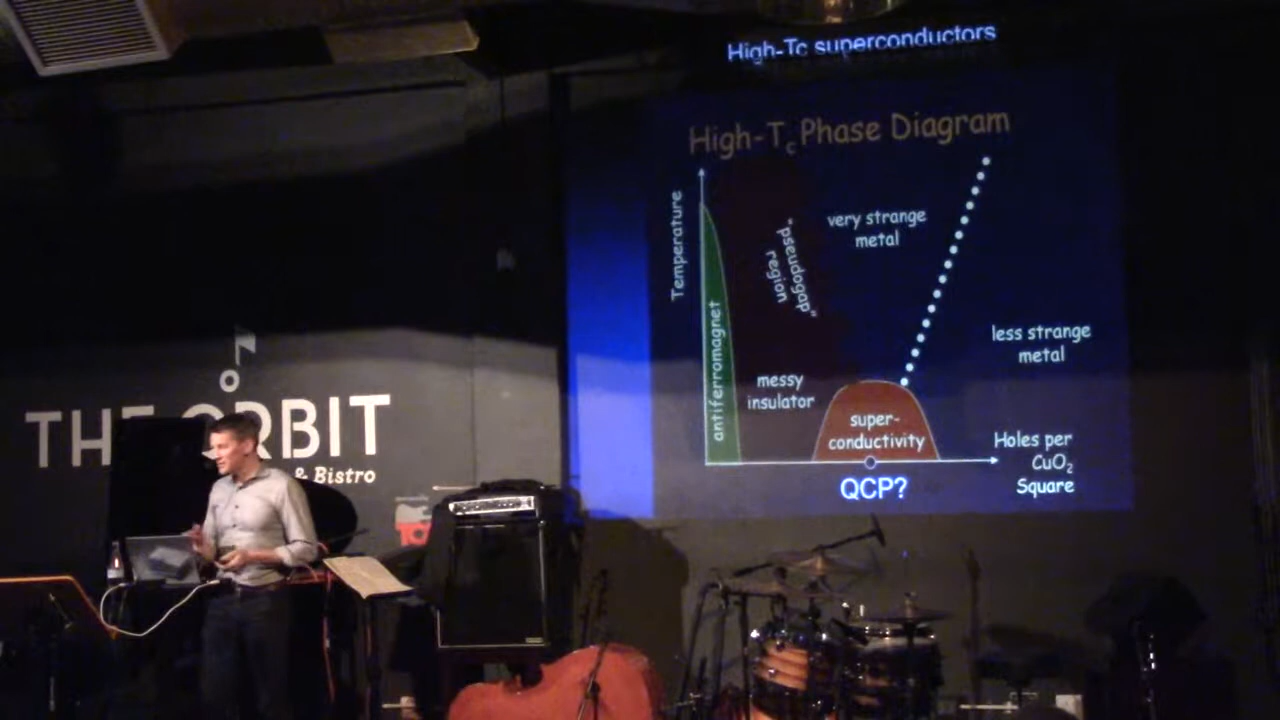 High-Tc superconductors
High-Tc Phase Diagram
Temperature
antiferromagnet
"pseudogap"
region
very strange
metal
less strange
metal
messy
insulator
super-
conductivity
Holes per
CuO₂
Square
QCP?
THE ORBIT
& Bistro